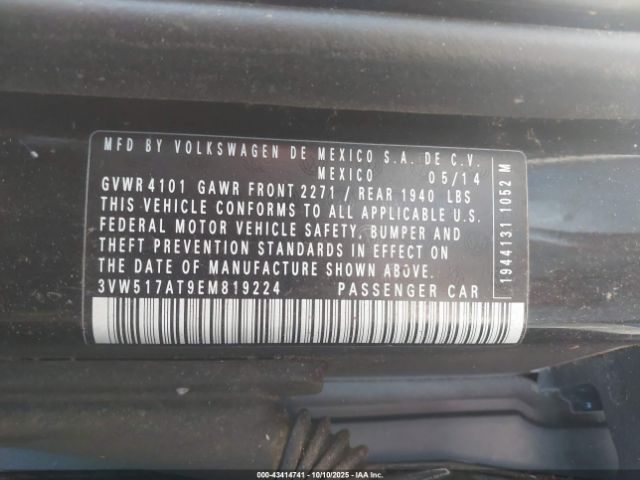 MFD BY VOLKSWAGEN DE MEXICO S.A. DE C.V.
MEXICO 05/14
GVWR 4101 GAWR FRONT 2271 / REAR 1940 LBS
THIS VEHICLE CONFORMS TO ALL APPLICABLE U.S.
FEDERAL MOTOR VEHICLE SAFETY, BUMPER AND
THEFT PREVENTION STANDARDS IN EFFECT ON
THE DATE OF MANUFACTURE SHOWN ABOVE.
3VW517AT9EM819224 PASSENGER CAR
1944131 1052 M
000-43414741 - 10/10/2025 - IAA Inc.